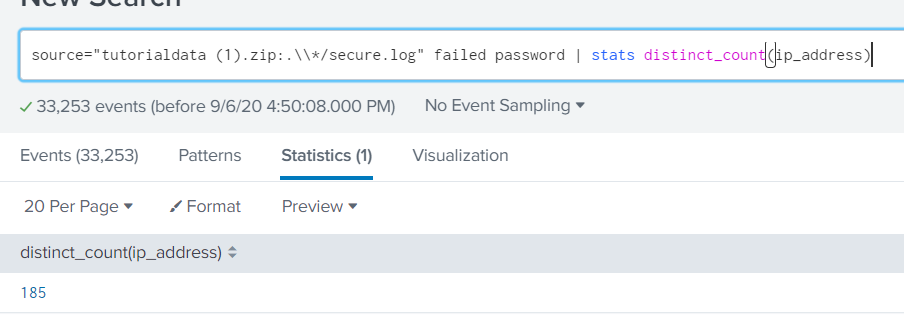 New Search
source="tutorialdata (1).zip:.\\*/secure.log" failed password | stats distinct_count(ip_address)
33,253 events (before 9/6/20 4:50:08.000 PM) No Event Sampling
Events (33,253) Patterns Statistics (1) Visualization
20 Per Page Format Preview
distinct_count(ip_address)
185